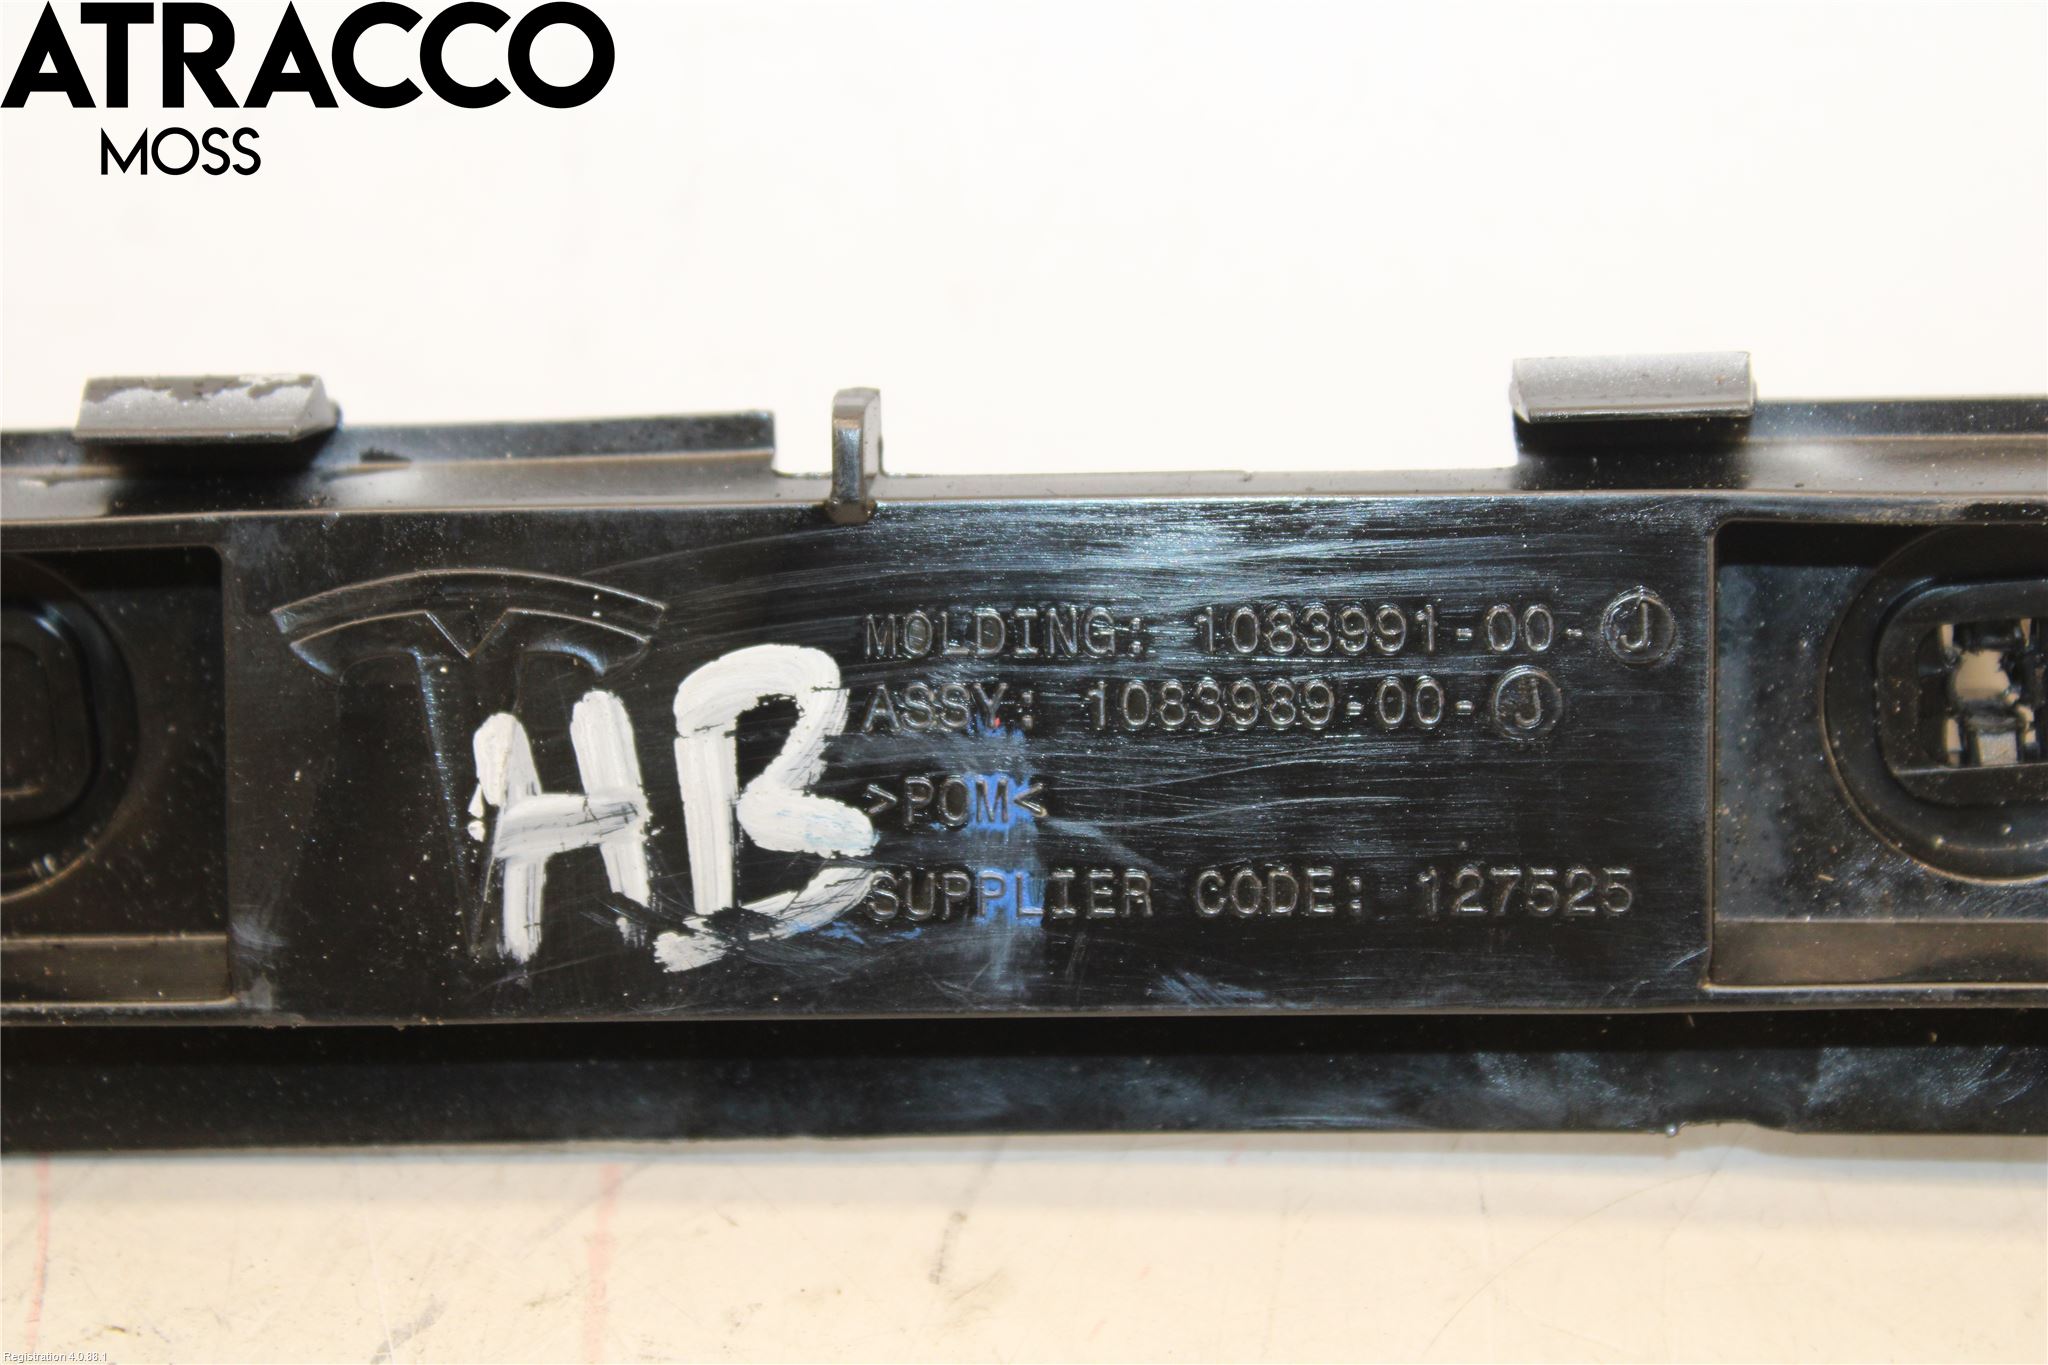 ATRACCO
MOSS
MOLDING: 1083991-00-J
ASSY: 1083989-00-J
>POM<
SUPPLIER CODE: 127525
HB
Registration 4.0.88.1